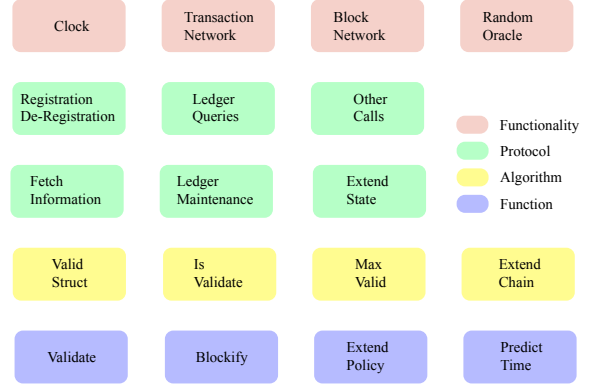 Clock
Transaction
Network
Block
Network
Random
Oracle
Registration
De-Registration
Ledger
Queries
Other
Calls
Functionality
Protocol
Algorithm
Function
Fetch
Information
Ledger
Maintenance
Extend
State
Valid
Struct
Is
Validate
Max
Valid
Extend
Chain
Validate
Blockify
Extend
Policy
Predict
Time